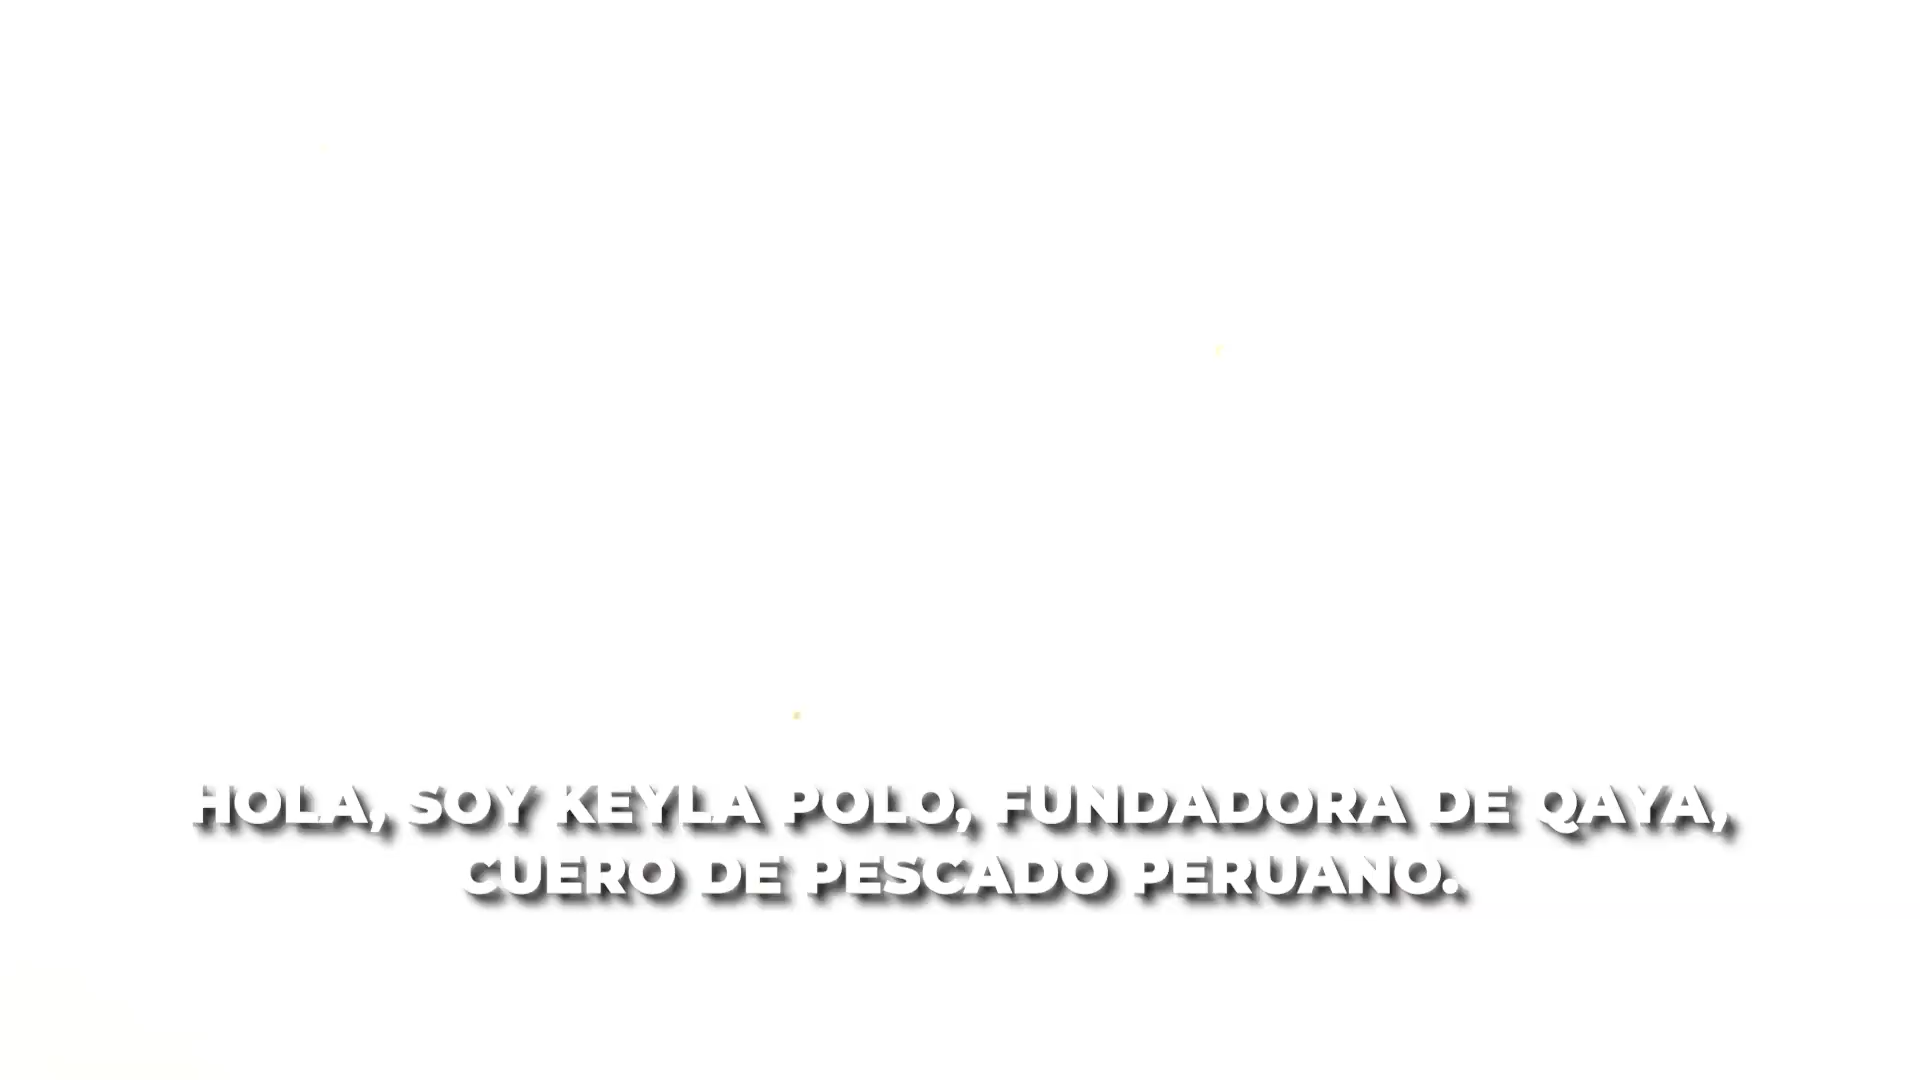 HOLA, SOY KEYLA POLO, FUNDADORA DE QAYA,
CUERO DE PESCADO PERUANO.